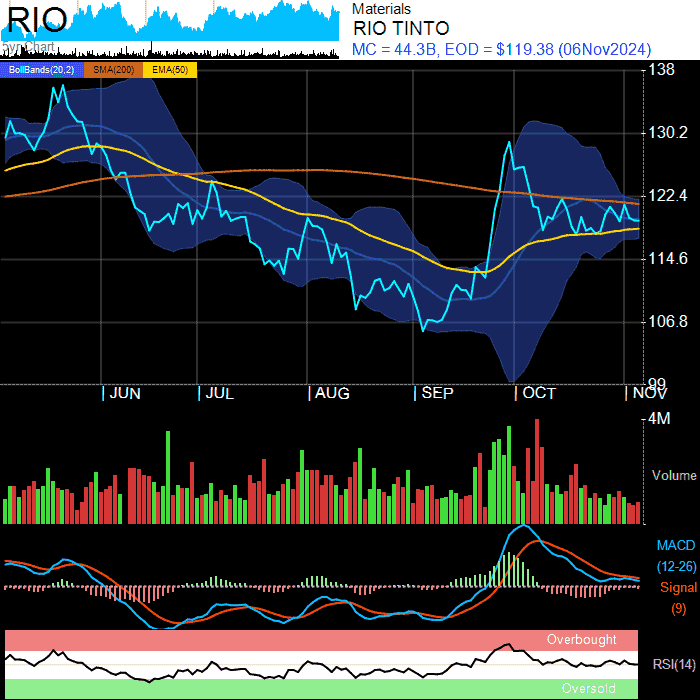 RIO
Materials
RIO TINTO
MC = 44.3B, EOD = $119.38 (06Nov2024)
BollBands(20,2) SMA(200) EMA(50)
138
130.2
122.4
114.6
106.8
99
JUN JUL AUG SEP OCT NOV
4M
Volume
MACD
(12-26)
Signal
(9)
Overbought
RSI(14)
Oversold